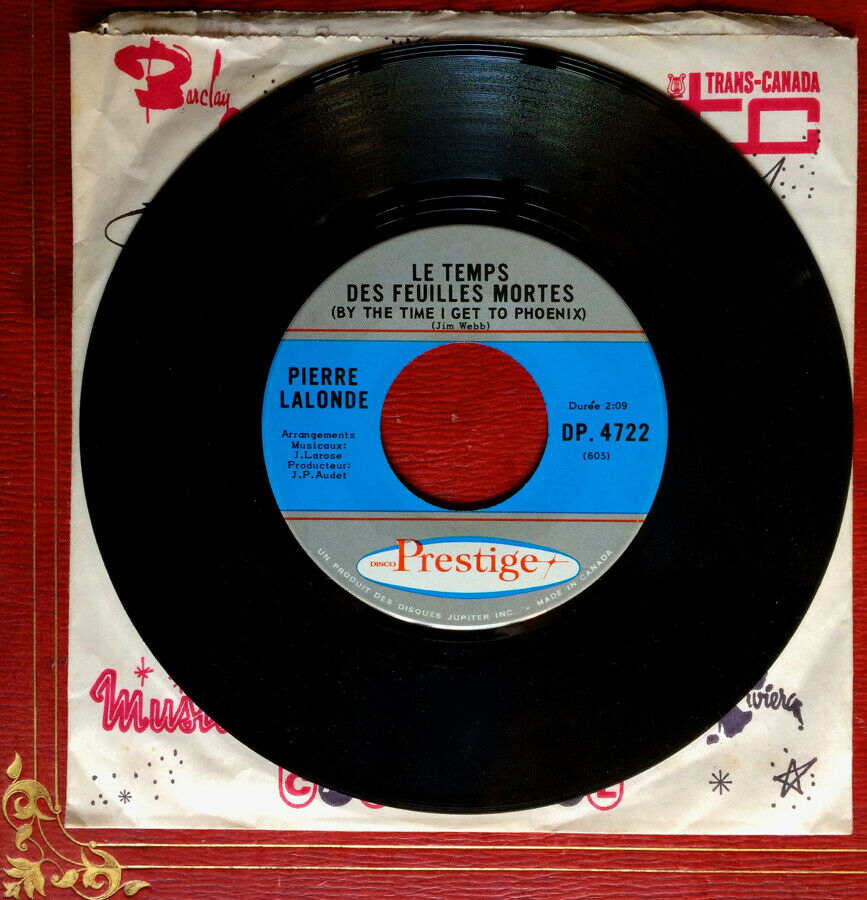 Barclay
TRANS-CANADA
LE TEMPS
DES FEUILLES MORTES
(BY THE TIME I GET TO PHOENIX)
(Jim Webb)
PIERRE
LALONDE
Arrangements
Musicaux:
J.Larose
Producteur:
J.P.Audet
Durée 2:09
DP. 4722
(605)
DISCO Prestige
UN PRODUIT DES DISQUES JUPITER INC. - MADE IN CANADA